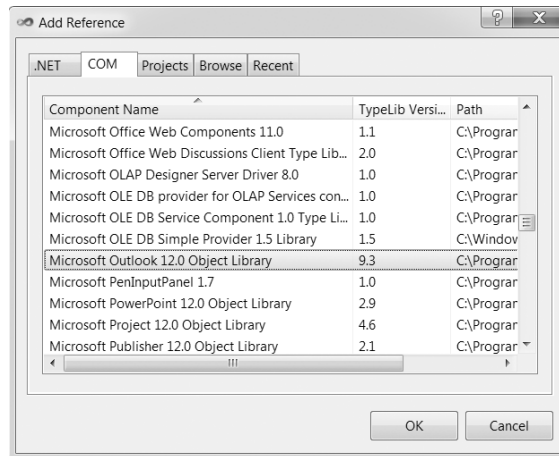 Add Reference
.NET COM Projects Browse Recent
Component Name TypeLib Versi... Path
Microsoft Office Web Components 11.0 1.1 C:\Progran
Microsoft Office Web Discussions Client Type Lib... 2.0 C:\Progran
Microsoft OLAP Designer Server Driver 8.0 1.0 C:\Progran
Microsoft OLE DB provider for OLAP Services con... 1.0 C:\Progran
Microsoft OLE DB Service Component 1.0 Type Li... 1.0 C:\Progran
Microsoft OLE DB Simple Provider 1.5 Library 1.5 C:\Window
Microsoft Outlook 12.0 Object Library 9.3 C:\Progran
Microsoft PenInputPanel 1.7 1.0 C:\Progran
Microsoft PowerPoint 12.0 Object Library 2.9 C:\Progran
Microsoft Project 12.0 Object Library 4.6 C:\Progran
Microsoft Publisher 12.0 Object Library 2.1 C:\Progran
OK Cancel